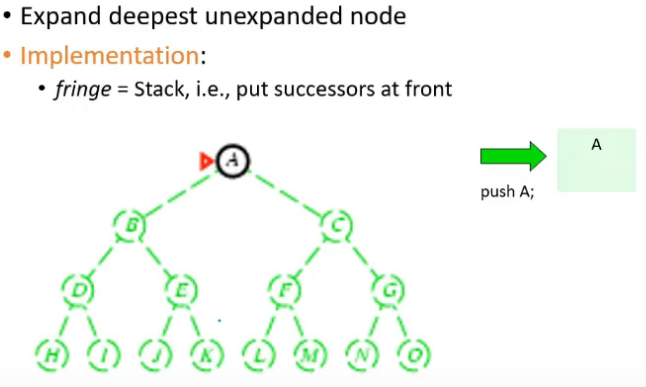 • Expand deepest unexpanded node
• Implementation:
• fringe = Stack, i.e., put successors at front
A
A
push A;
B C
D E F G
H I J K L M N O